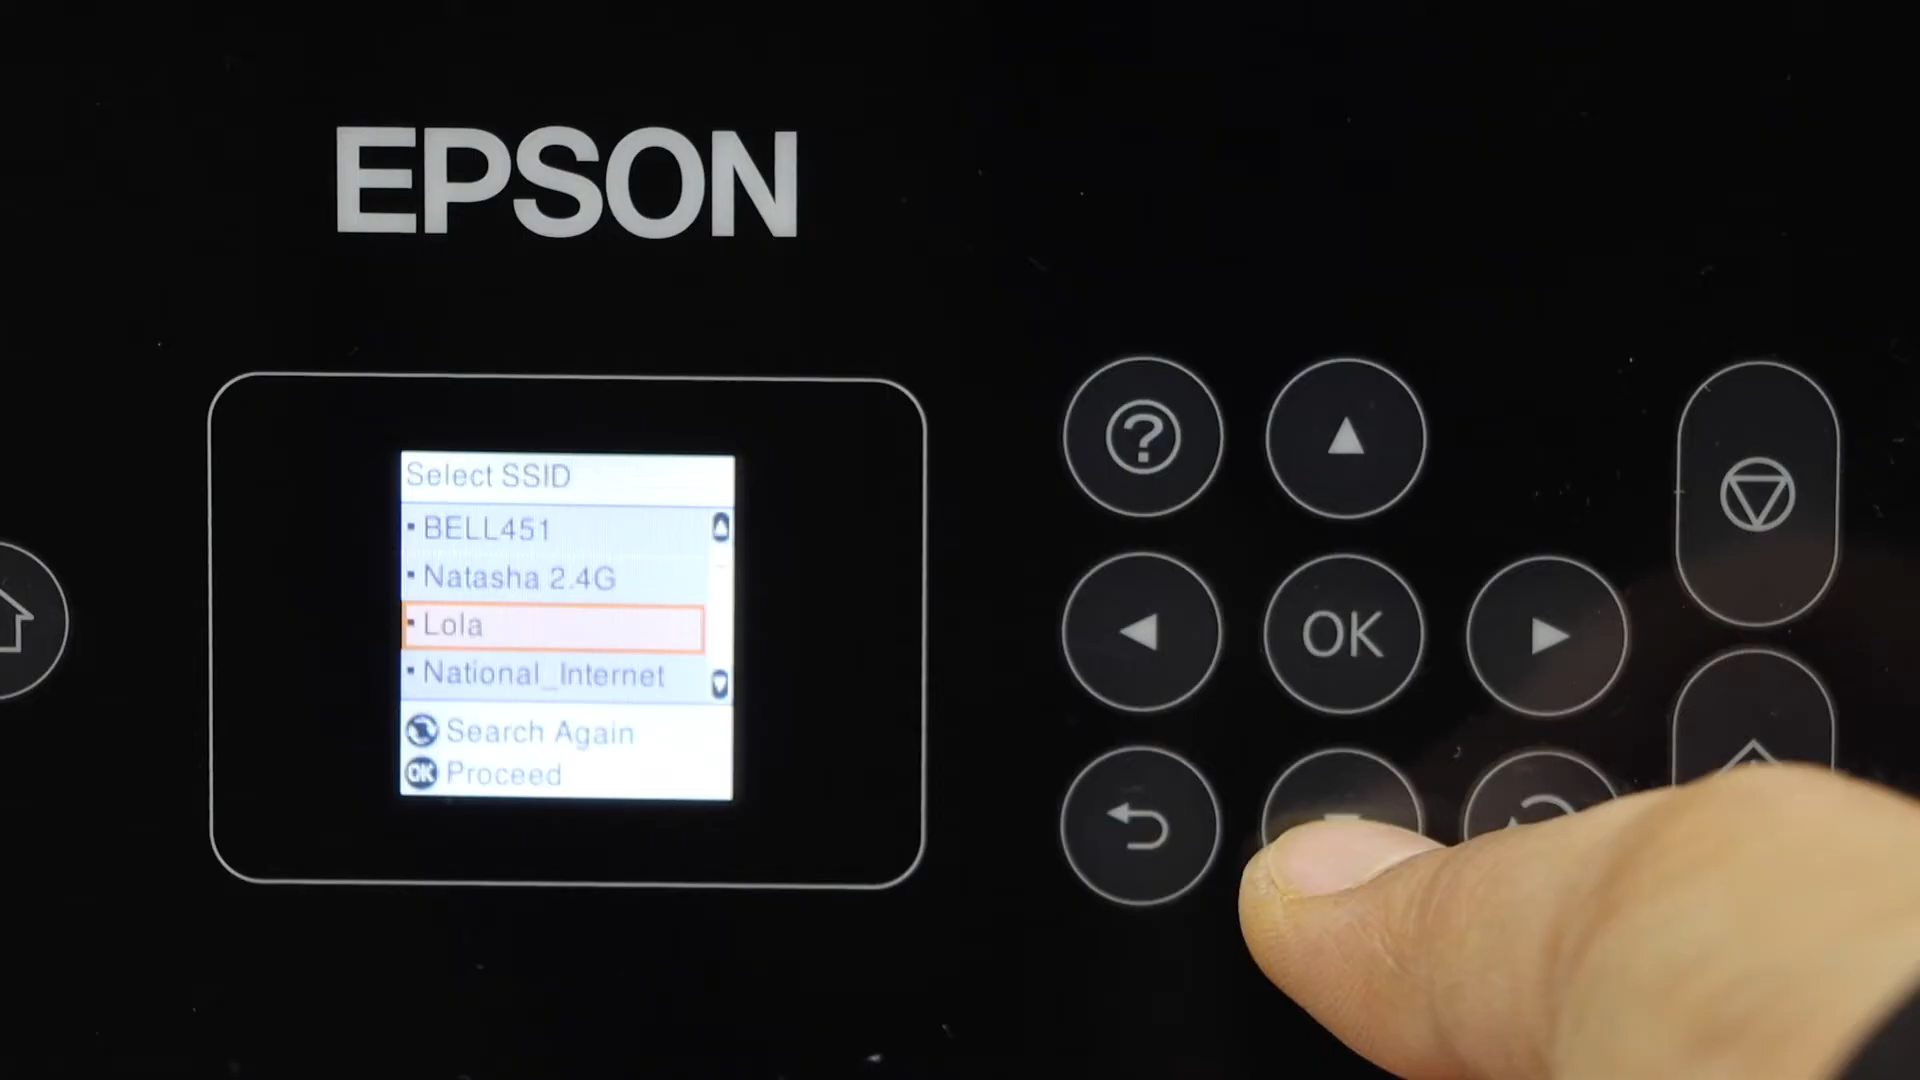 EPSON
Select SSID
BELL451
Natasha 2.4G
Lola
National_Internet
Search Again
OK Proceed
?
OK